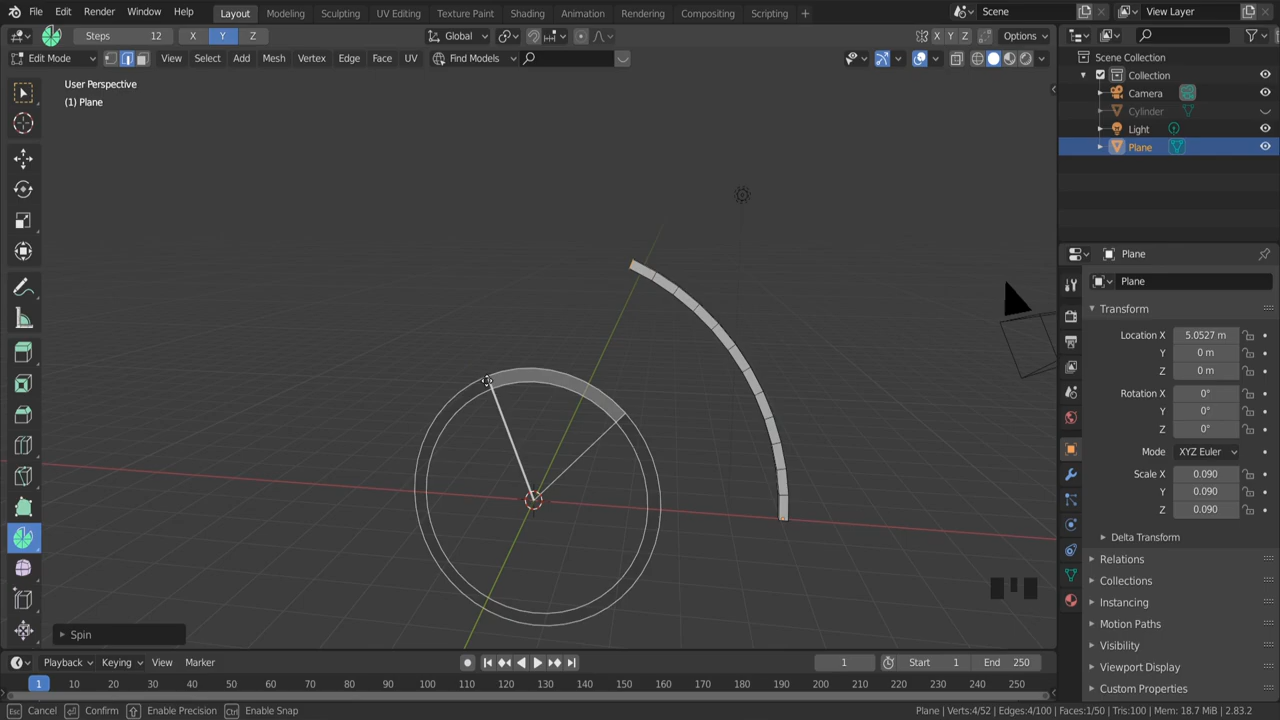 File Edit Render Window Help Layout Modeling Sculpting UV Editing Texture Paint Shading Animation Rendering Compositing Scripting + Scene View Layer
Steps 12 X Y Z Global X Y Z Options
Edit Mode View Select Add Mesh Vertex Edge Face UV Find Models
User Perspective
(1) Plane
Scene Collection
Collection
Camera
Cylinder
Light
Plane
Plane
Plane
Transform
Location X 5.0527 m
Y 0 m
Z 0 m
Rotation X 0°
Y 0°
Z 0°
Mode XYZ Euler
Scale X 0.090
Y 0.090
Z 0.090
Delta Transform
Relations
Collections
Instancing
Motion Paths
Visibility
Viewport Display
Custom Properties
Spin
Playback Keying View Marker 1 Start 1 End 250
1 10 20 30 40 50 60 70 80 90 100 110 120 130 140 150 160 170 180 190 200 210 220 230 240 250
Esc Cancel Confirm Enable Precision Ctrl Enable Snap Plane | Verts:4/52 | Edges:4/100 | Faces:1/50 | Tris:100 | Mem: 18.7 MiB | 2.83.2